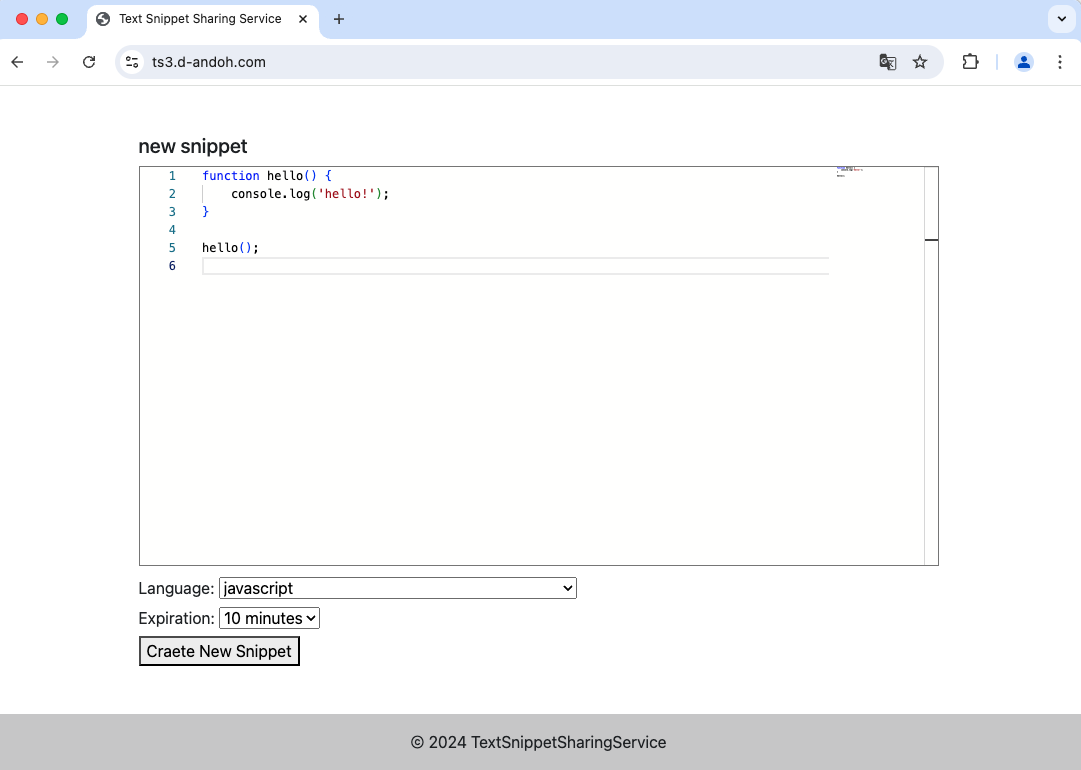 Text Snippet Sharing Service
ts3.d-andoh.com
new snippet
1 function hello() {
2 console.log('hello!');
3 }
4
5 hello();
6
Language: javascript
Expiration: 10 minutes
Craete New Snippet
© 2024 TextSnippetSharingService